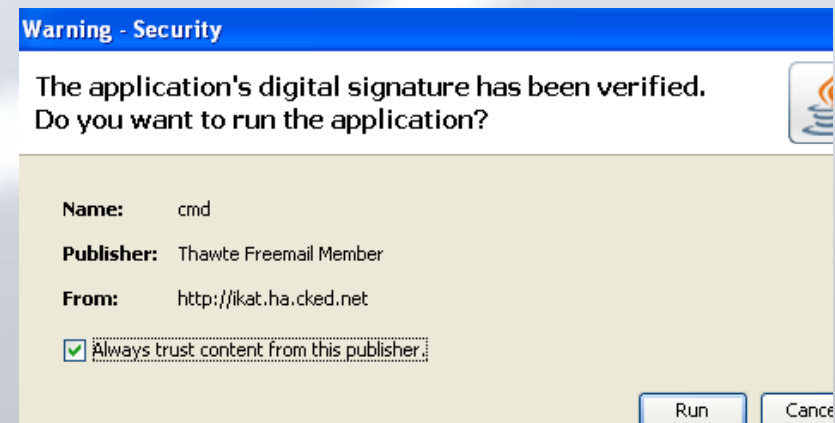 Warning - Security
The application's digital signature has been verified.
Do you want to run the application?
Name: cmd
Publisher: Thawte Freemail Member
From: http://ikat.ha.cked.net
Always trust content from this publisher.
Run Cance